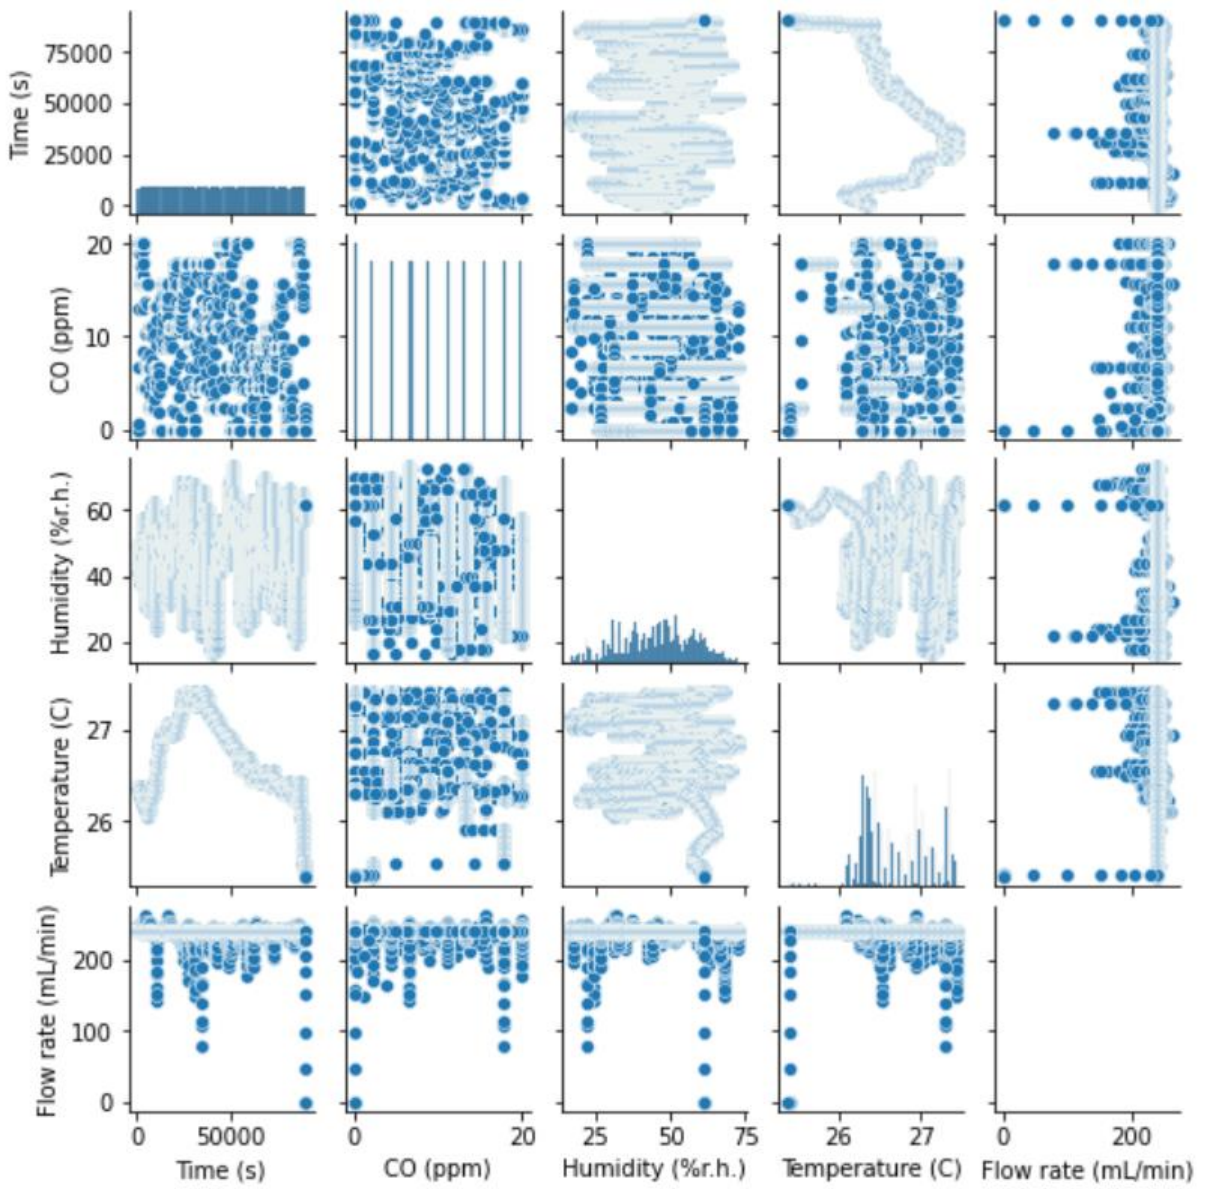 Time (s)
75000
50000
25000
0
CO (ppm)
20
10
0
Humidity (%r.h.)
60
40
20
Temperature (C)
27
26
Flow rate (mL/min)
200
100
0
0 50000 0 20 25 50 75 26 27 0 200
Time (s) CO (ppm) Humidity (%r.h.) Temperature (C) Flow rate (mL/min)